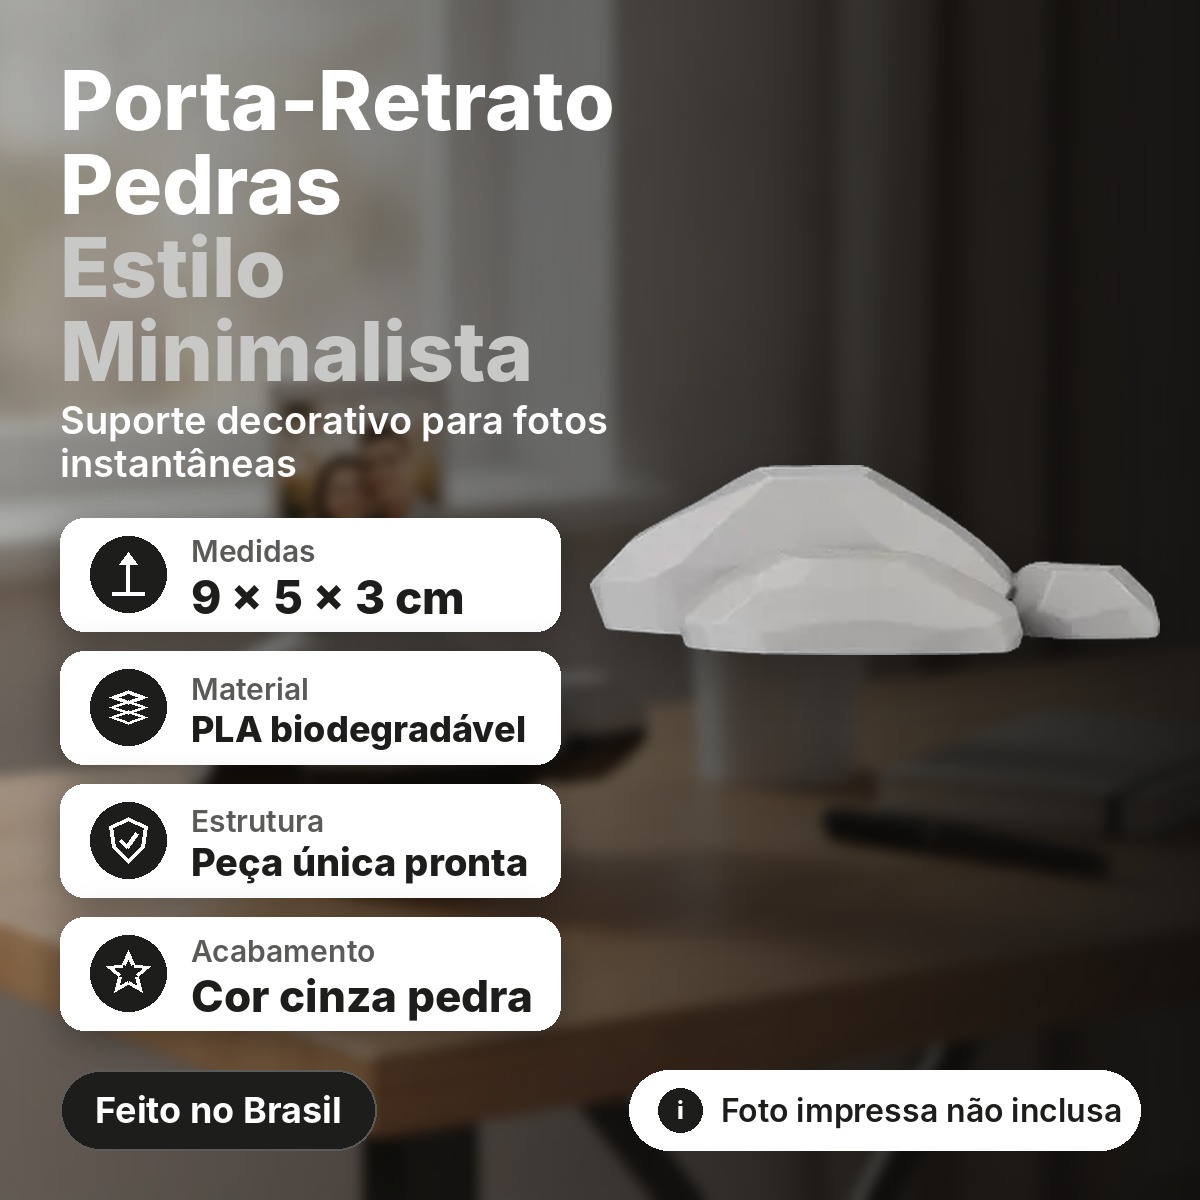 Porta-Retrato
Pedras
Estilo
Minimalista
Suporte decorativo para fotos
instantâneas
Medidas
9 × 5 × 3 cm
Material
PLA biodegradável
Estrutura
Peça única pronta
Acabamento
Cor cinza pedra
Feito no Brasil
i Foto impressa não inclusa